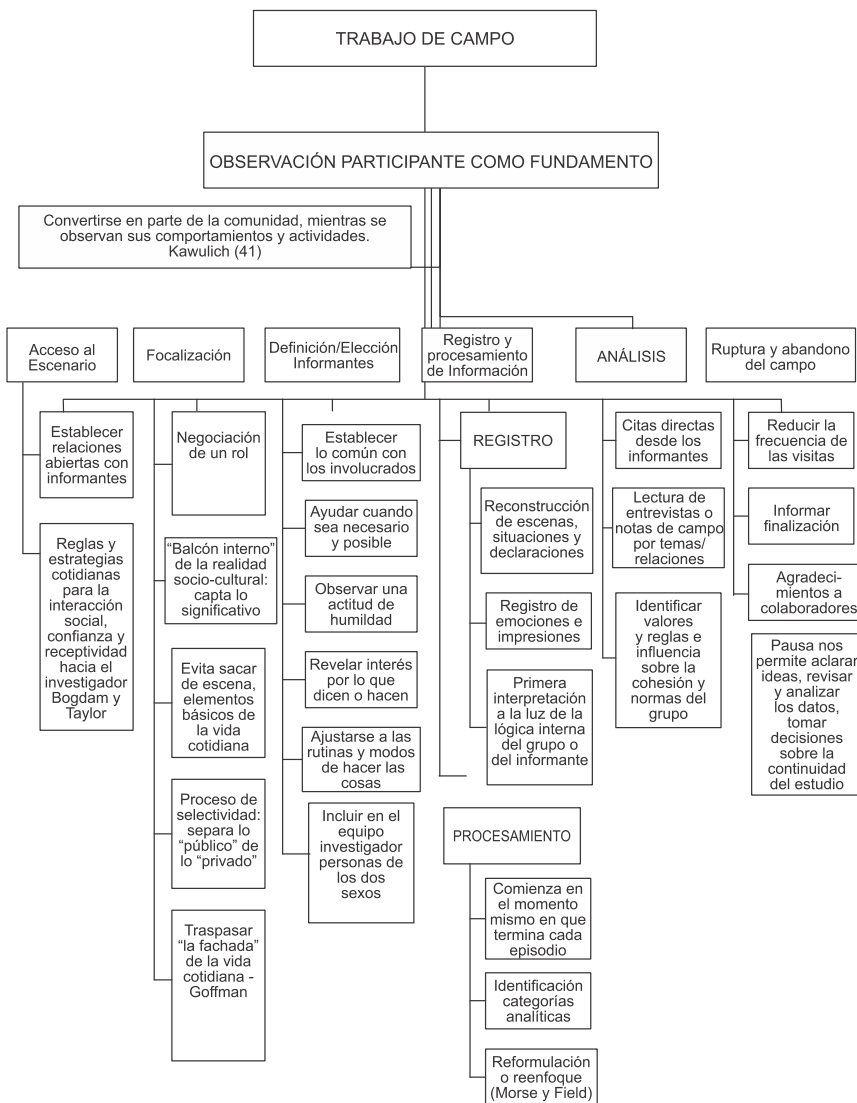 TRABAJO DE CAMPO
OBSERVACIÓN PARTICIPANTE COMO FUNDAMENTO
Convertirse en parte de la comunidad, mientras se
observan sus comportamientos y actividades.
Kawulich (41)
Acceso al
Escenario
Establecer
relaciones
abiertas con
informantes
Reglas y
estrategias
cotidianas
para la
interacción
social,
confianza y
receptividad
hacia el
investigador
Bogdam y
Taylor
Focalización
Negociación
de un rol
“Balcón interno”
de la realidad
socio-cultural:
capta lo
significativo
Evita sacar
de escena,
elementos
básicos de
la vida
cotidiana
Proceso de
selectividad:
separa lo
“público” de
lo “privado”
Traspasar
“la fachada”
de la vida
cotidiana -
Goffman
Definición/Elección
Informantes
Establecer
lo común con
los involucrados
Ayudar cuando
sea necesario
y posible
Observar una
actitud de
humildad
Revelar interés
por lo que
dicen o hacen
Ajustarse a las
rutinas y modos
de hacer las
cosas
Incluir en el
equipo
investigador
personas de
los dos
sexos
Registro y
procesamiento
de Información
REGISTRO
Reconstrucción
de escenas,
situaciones y
declaraciones
Registro de
emociones e
impresiones
Primera
interpretación
a la luz de la
lógica interna
del grupo o
del informante
PROCESAMIENTO
Comienza en
el momento
mismo en que
termina cada
episodio
Identificación
categorías
analíticas
Reformulación
o reenfoque
(Morse y Field)
ANÁLISIS
Citas directas
desde los
informantes
Lectura de
entrevistas o
notas de campo
por temas/
relaciones
Identificar
valores
y reglas e
influencia
sobre la
cohesión y
normas del
grupo
Ruptura y abandono
del campo
Reducir la
frecuencia de
las visitas
Informar
finalización
Agradeci-
mientos a
colaboradores
Pausa nos
permite aclarar
ideas, revisar
y analizar
los datos,
tomar
decisiones
sobre la
continuidad
del estudio